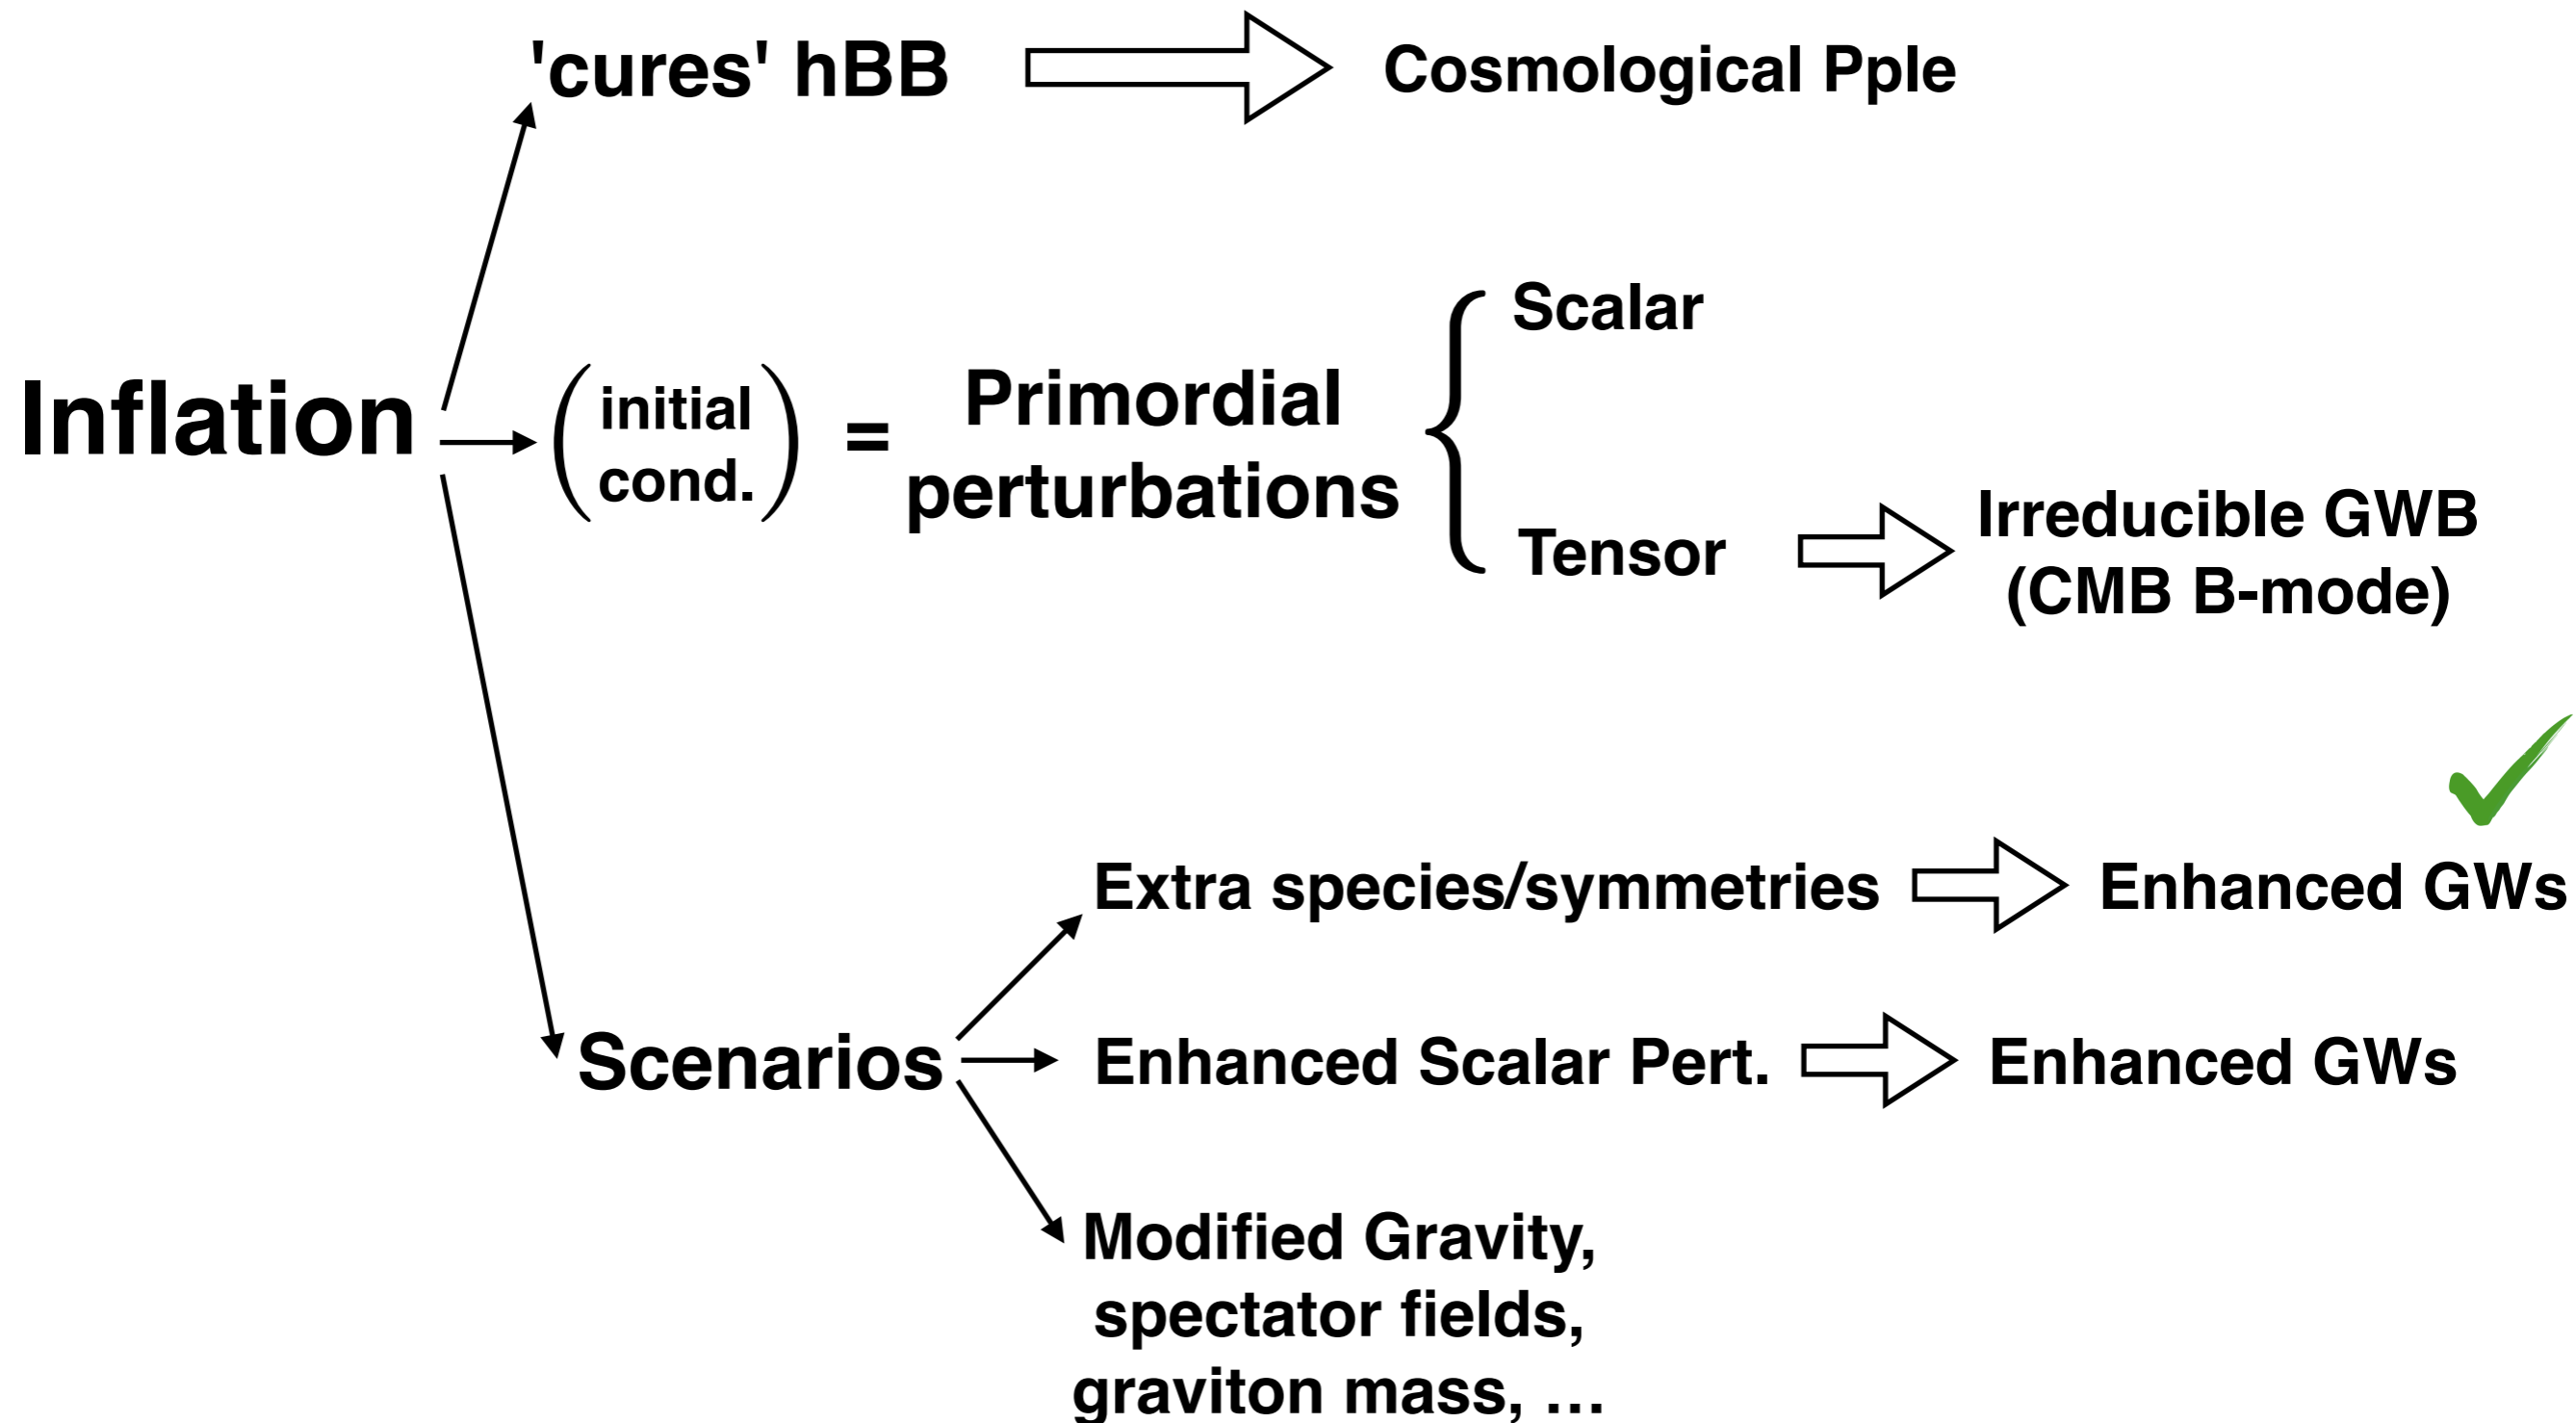 'cures' hBB
Cosmological Pple
Inflation
initial
cond.
=
Primordial
perturbations
Scalar
Tensor
Irreducible GWB
(CMB B-mode)
Scenarios
Extra species/symmetries
Enhanced GWs
Enhanced Scalar Pert.
Enhanced GWs
Modified Gravity,
spectator fields,
graviton mass, …